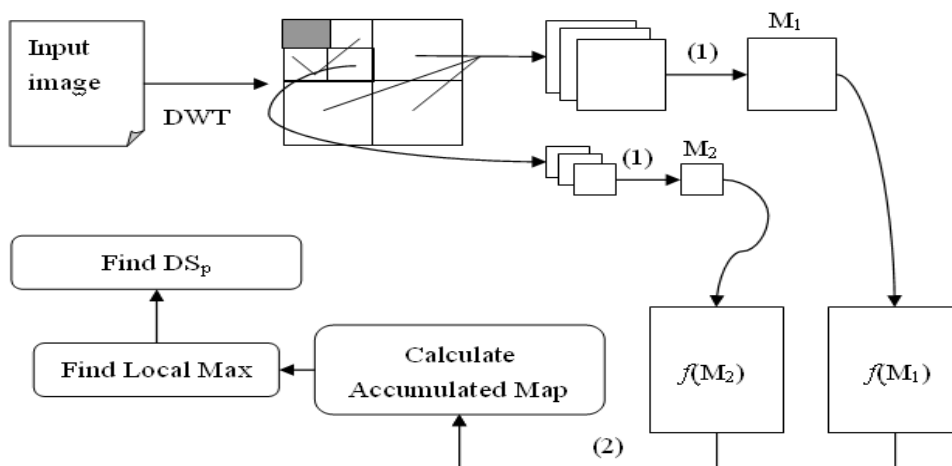 Input
image
DWT
(1)
M₁
(1)
M₂
f(M₂)
f(M₁)
(2)
Calculate
Accumulated Map
Find Local Max
Find DSₚ